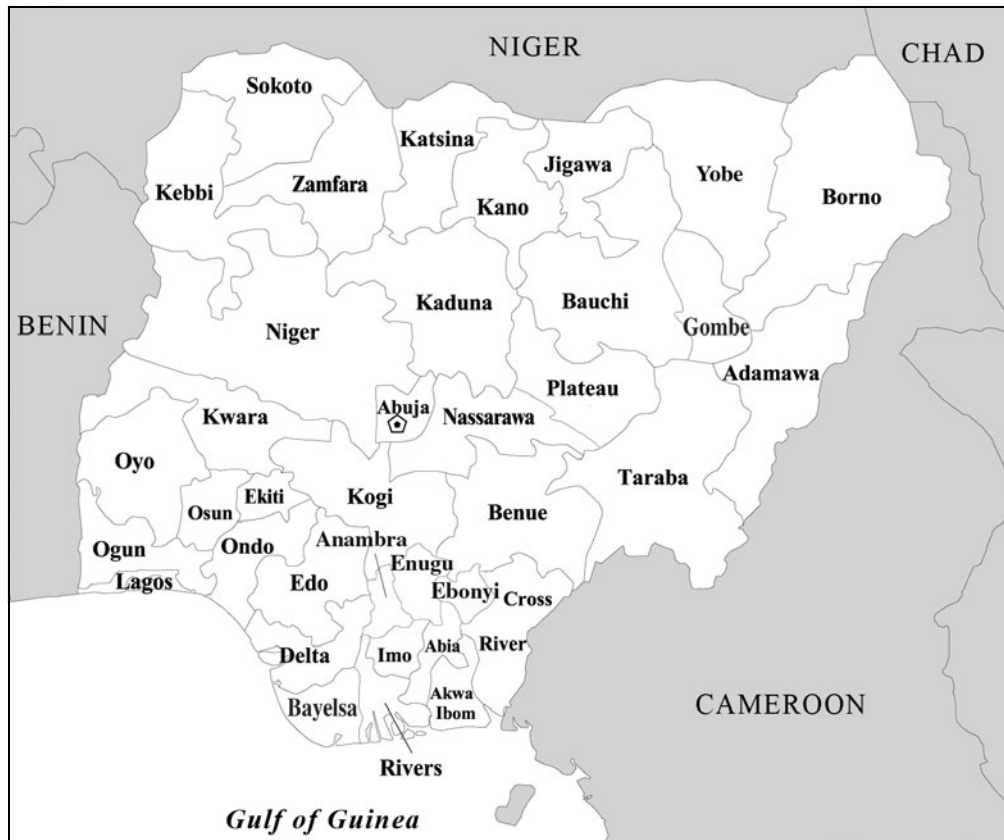 NIGER
CHAD
Sokoto
Katsina
Jigawa
Yobe
Kebbi
Zamfara
Kano
Borno
Kaduna
Bauchi
BENIN
Niger
Gombe
Adamawa
Plateau
Abuja
Kwara
Nassarawa
Oyo
Taraba
Ekiti
Kogi
Osun
Benue
Ogun
Ondo
Anambra
Enugu
Lagos
Edo
Ebonyi
Cross
River
Delta
Imo
Abia
Bayelsa
Akwa
Ibom
CAMEROON
Rivers
Gulf of Guinea